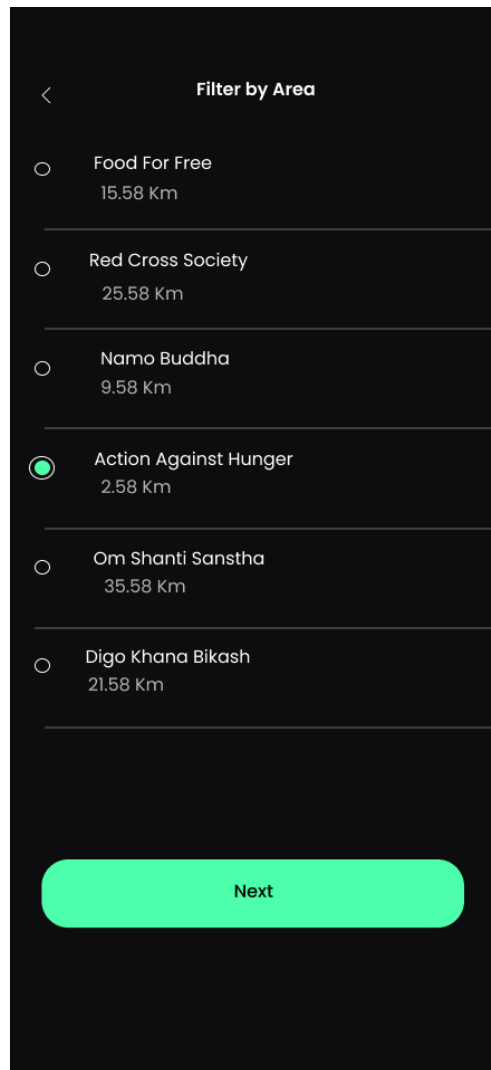 Filter by Area
Food For Free
15.58 Km
Red Cross Society
25.58 Km
Namo Buddha
9.58 Km
Action Against Hunger
2.58 Km
Om Shanti Sanstha
35.58 Km
Digo Khana Bikash
21.58 Km
Next